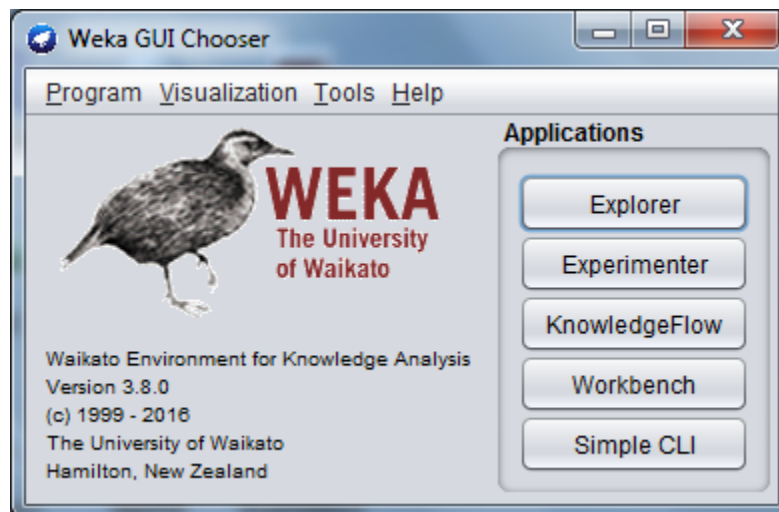 Weka GUI Chooser
Program Visualization Tools Help
WEKA
The University
of Waikato
Waikato Environment for Knowledge Analysis
Version 3.8.0
(c) 1999 - 2016
The University of Waikato
Hamilton, New Zealand
Applications
Explorer
Experimenter
KnowledgeFlow
Workbench
Simple CLI